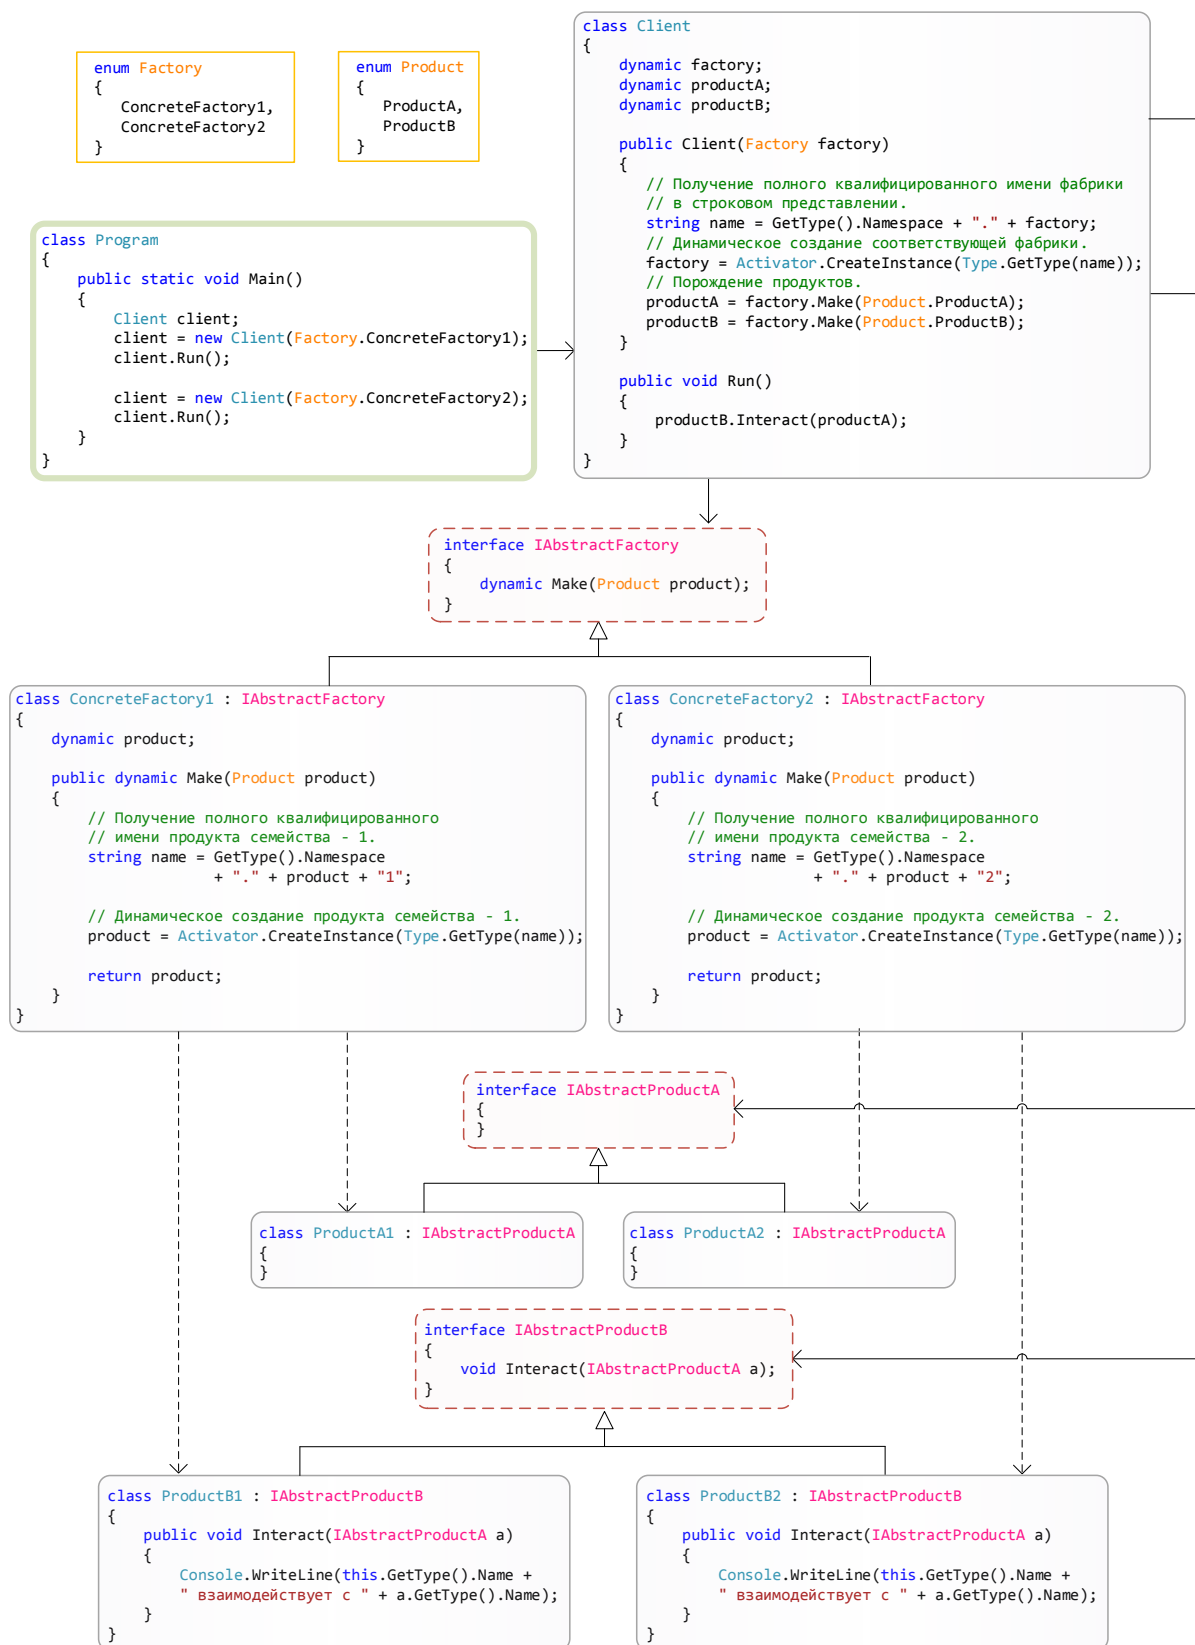 enum Factory
{
ConcreteFactory1,
ConcreteFactory2
}
enum Product
{
ProductA,
ProductB
}
class Client
{
dynamic factory;
dynamic productA;
dynamic productB;
public Client(Factory factory)
{
// Получение полного квалифицированного имени фабрики
// в строковом представлении.
string name = GetType().Namespace + "." + factory;
// Динамическое создание соответствующей фабрики.
factory = Activator.CreateInstance(Type.GetType(name));
// Порождение продуктов.
productA = factory.Make(Product.ProductA);
productB = factory.Make(Product.ProductB);
}
public void Run()
{
productB.Interact(productA);
}
}
class Program
{
public static void Main()
{
Client client;
client = new Client(Factory.ConcreteFactory1);
client.Run();
client = new Client(Factory.ConcreteFactory2);
client.Run();
}
}
interface IAbstractFactory
{
dynamic Make(Product product);
}
class ConcreteFactory1 : IAbstractFactory
{
dynamic product;
public dynamic Make(Product product)
{
// Получение полного квалифицированного
// имени продукта семейства - 1.
string name = GetType().Namespace
+ "." + product + "1";
// Динамическое создание продукта семейства - 1.
product = Activator.CreateInstance(Type.GetType(name));
return product;
}
}
class ConcreteFactory2 : IAbstractFactory
{
dynamic product;
public dynamic Make(Product product)
{
// Получение полного квалифицированного
// имени продукта семейства - 2.
string name = GetType().Namespace
+ "." + product + "2";
// Динамическое создание продукта семейства - 2.
product = Activator.CreateInstance(Type.GetType(name));
return product;
}
}
interface IAbstractProductA
{
}
class ProductA1 : IAbstractProductA
{
}
class ProductA2 : IAbstractProductA
{
}
interface IAbstractProductB
{
void Interact(IAbstractProductA a);
}
class ProductB1 : IAbstractProductB
{
public void Interact(IAbstractProductA a)
{
Console.WriteLine(this.GetType().Name +
" взаимодействует с " + a.GetType().Name);
}
}
class ProductB2 : IAbstractProductB
{
public void Interact(IAbstractProductA a)
{
Console.WriteLine(this.GetType().Name +
" взаимодействует с " + a.GetType().Name);
}
}